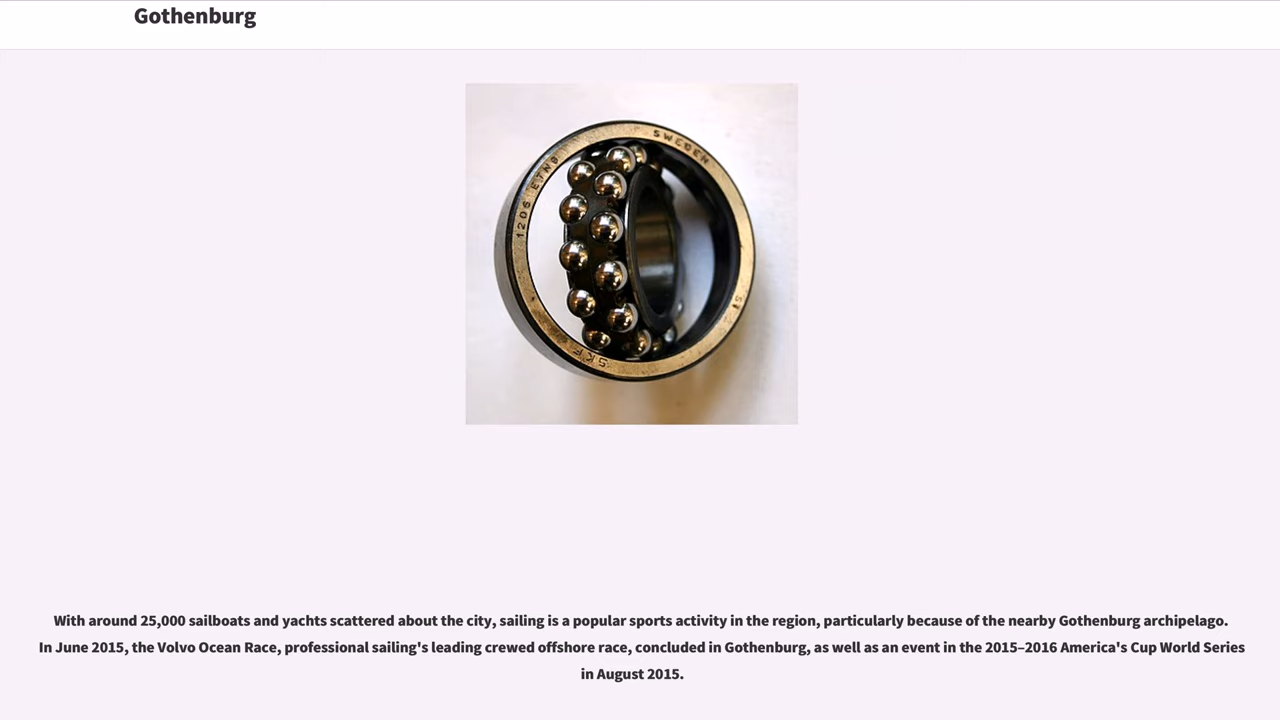 Gothenburg
SWEDEN
1206 ETN9
SKF
With around 25,000 sailboats and yachts scattered about the city, sailing is a popular sports activity in the region, particularly because of the nearby Gothenburg archipelago.
In June 2015, the Volvo Ocean Race, professional sailing's leading crewed offshore race, concluded in Gothenburg, as well as an event in the 2015–2016 America's Cup World Series
in August 2015.